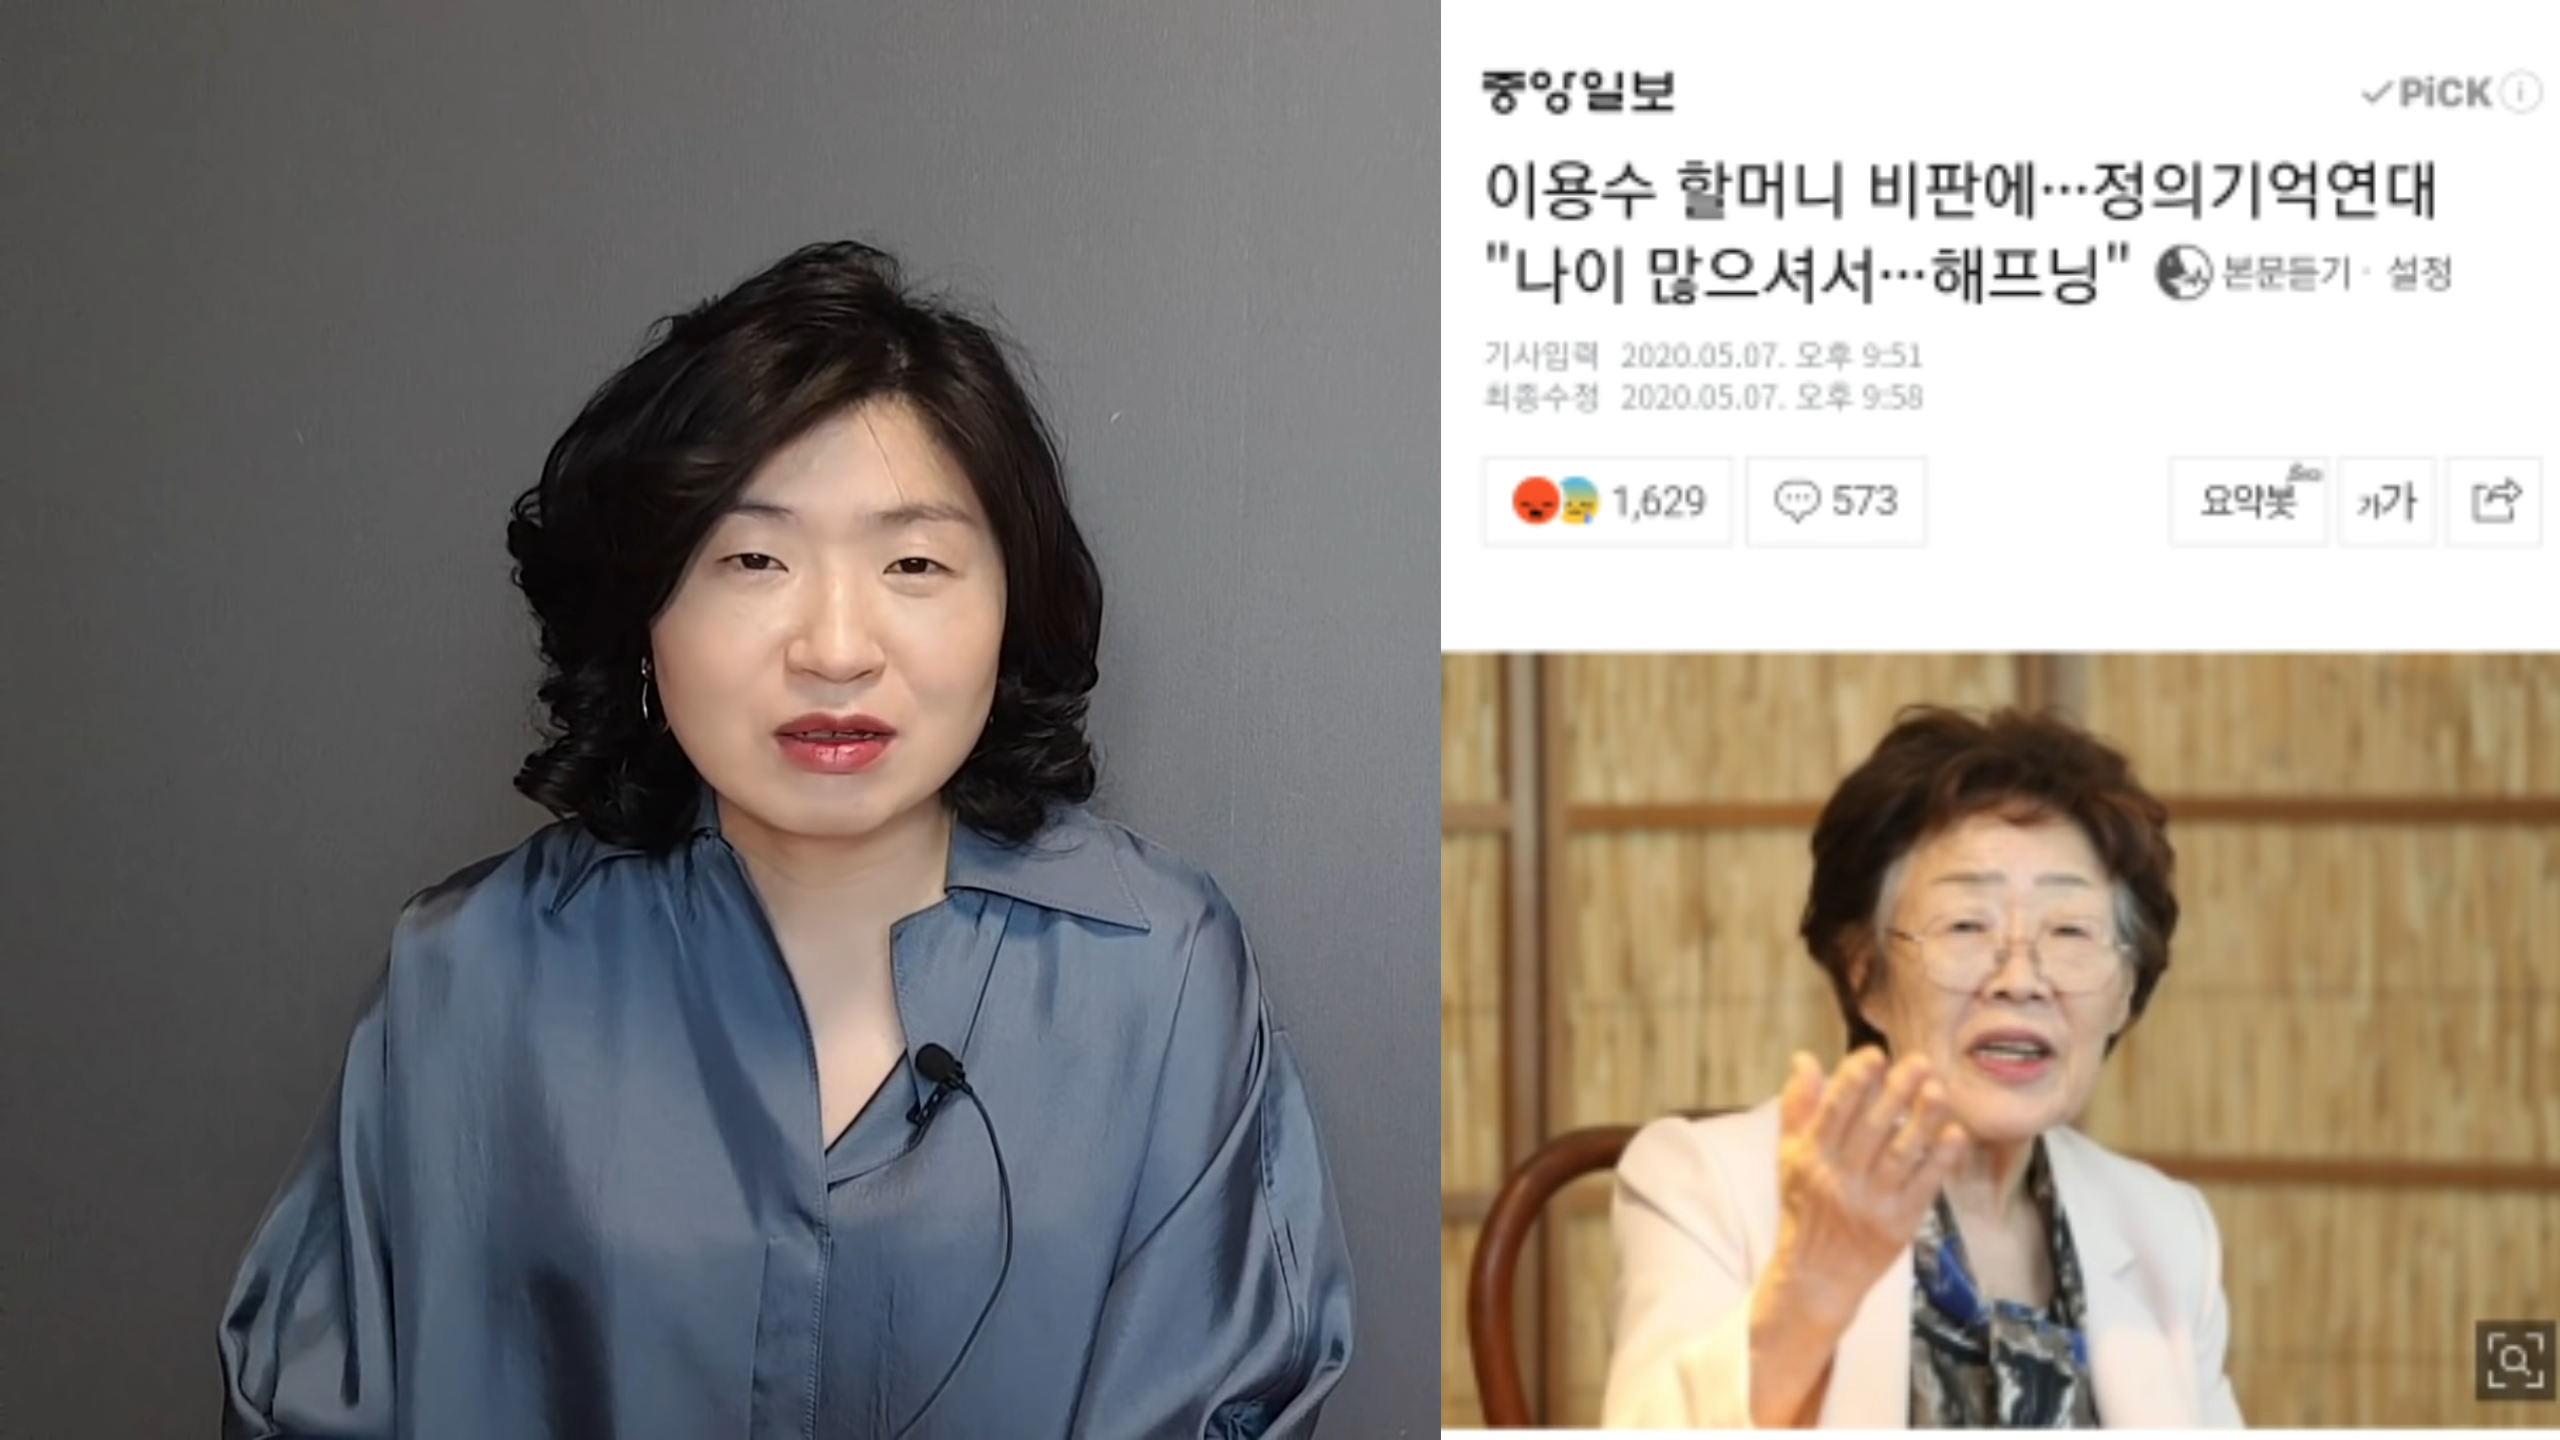 중앙일보
✓PiCK
이용수 할머니 비판에…정의기억연대
"나이 많으셔서…해프닝" 본문듣기 · 설정
기사입력 2020.05.07. 오후 9:51
최종수정 2020.05.07. 오후 9:58
1,629 573 요약봇 가가